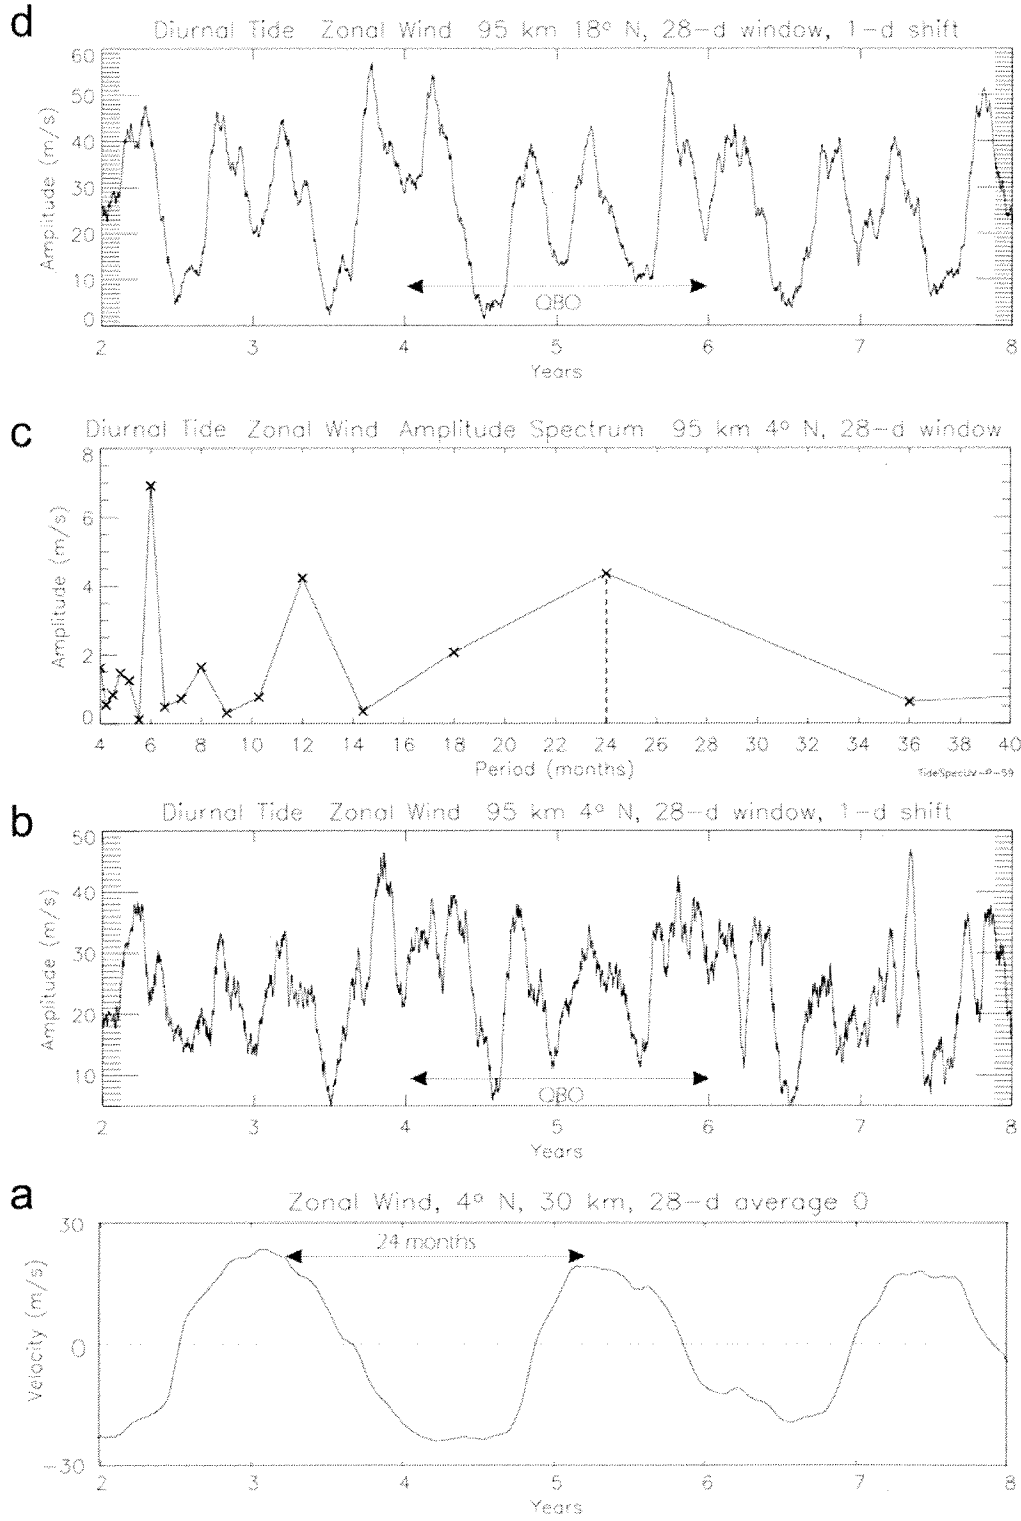 d
Diurnal Tide Zonal Wind 95 km 18º N, 28-d window, 1-d shift
Amplitude (m/s)
60
50
40
30
20
10
0
2 3 4 5 6 7 8
QBO
Years
c
Diurnal Tide Zonal Wind Amplitude Spectrum 95 km 4º N, 28-d window
Amplitude (m/s)
8
6
4
2
0
4 6 8 10 12 14 16 18 20 22 24 26 28 30 32 34 36 38 40
Period (months)
b
Diurnal Tide Zonal Wind 95 km 4º N, 28-d window, 1-d shift
Amplitude (m/s)
50
40
30
20
10
QBO
2 3 4 5 6 7 8
Years
a
Zonal Wind, 4º N, 30 km, 28-d average 0
Velocity (m/s)
30
0
-30
24 months
2 3 4 5 6 7 8
Years